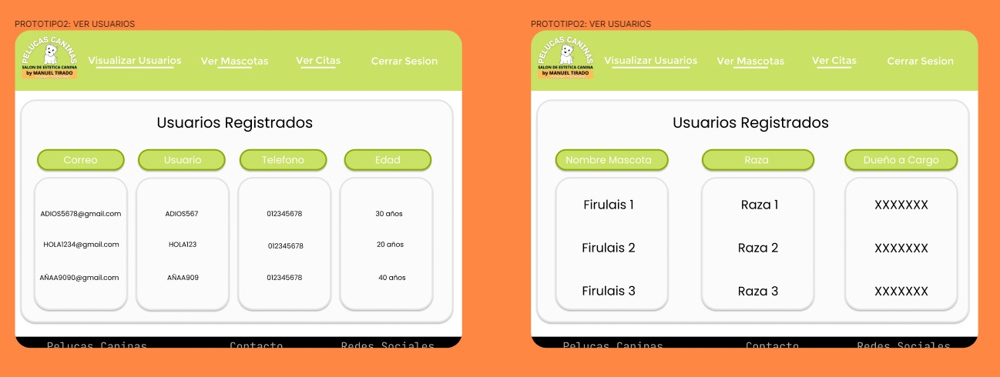 PROTOTIPO2: VER USUARIOS
PELUCAS CANINAS
SALON DE ESTETICA CANINA
by MANUEL TIRADO
Visualizar Usuarios Ver Mascotas Ver Citas Cerrar Sesion
Usuarios Registrados
Correo Usuario Telefono Edad
ADIOS5678@gmail.com ADIOS567 012345678 30 años
HOLA1234@gmail.com HOLA123 012345678 20 años
AÑAA9090@gmail.com AÑAA909 012345678 40 años
Pelucas Caninas Contacto Redes Sociales
PROTOTIPO2: VER USUARIOS
PELUCAS CANINAS
SALON DE ESTETICA CANINA
by MANUEL TIRADO
Visualizar Usuarios Ver Mascotas Ver Citas Cerrar Sesion
Usuarios Registrados
Nombre Mascota Raza Dueño a Cargo
Firulais 1 Raza 1 XXXXXXX
Firulais 2 Raza 2 XXXXXXX
Firulais 3 Raza 3 XXXXXXX
Pelucas Caninas Contacto Redes Sociales